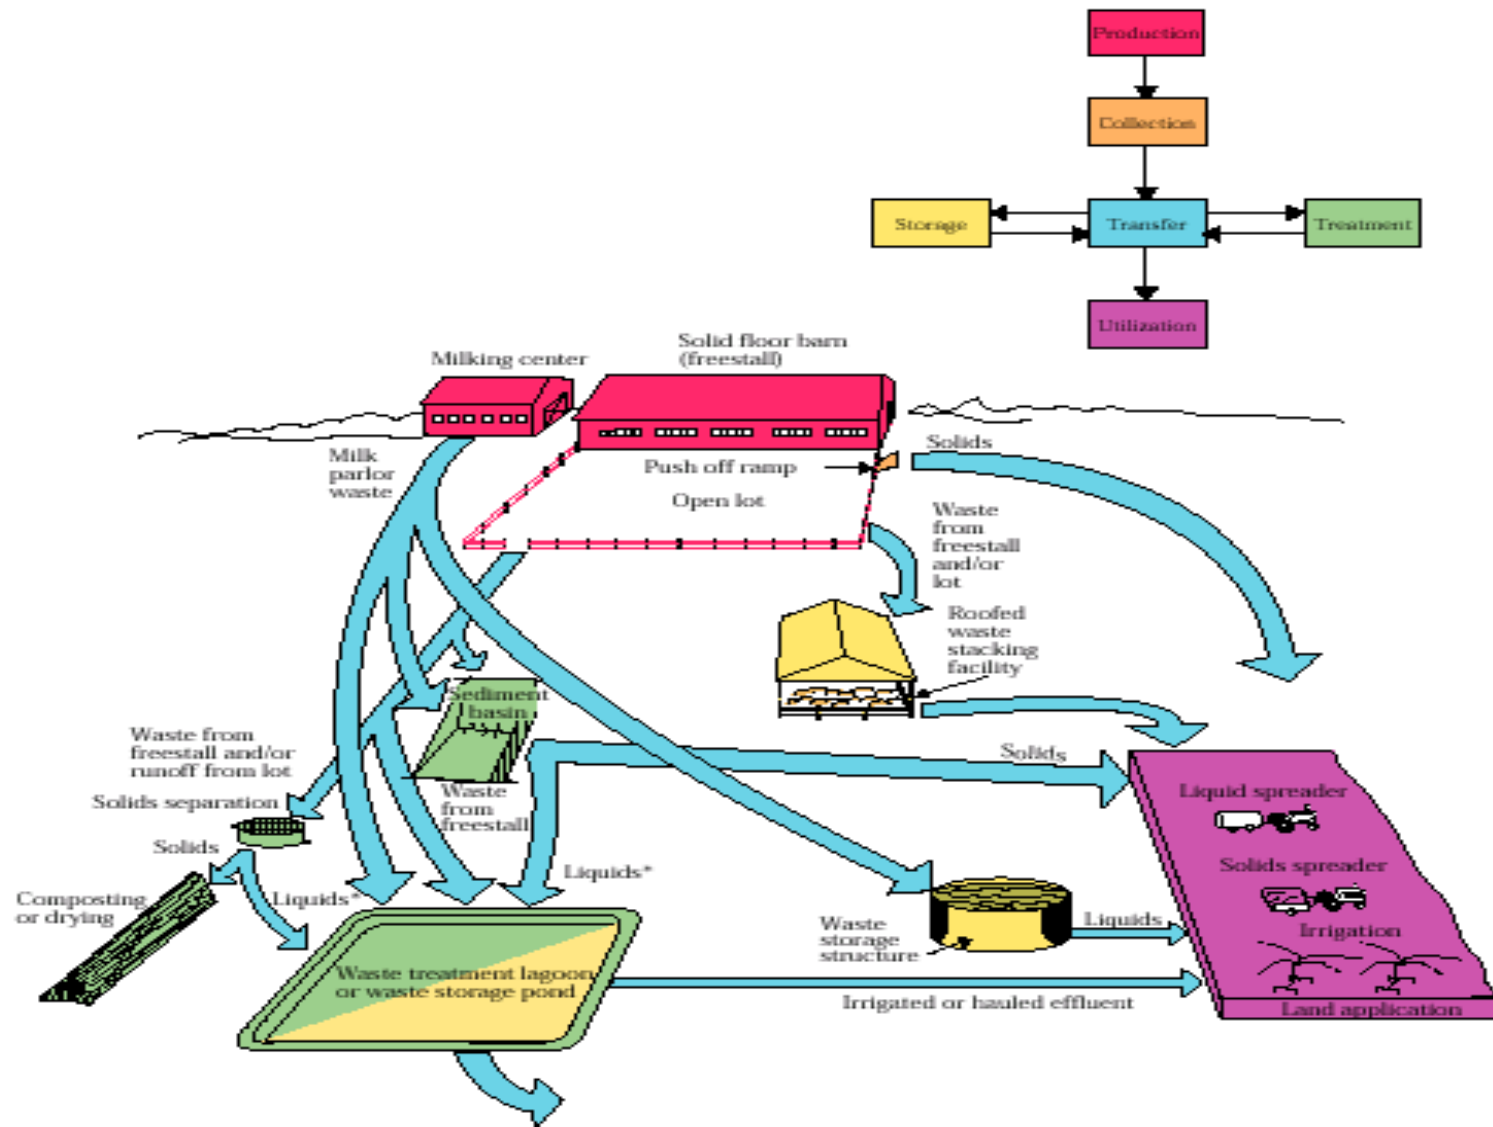 Production
Collection
Storage
Transfer
Treatment
Utilization
Solid floor barn
(freestall)
Milking center
Solids
Milk
parlor
waste
Push off ramp
Open lot
Waste
from
freestall
and/or
lot
Roofed
waste
stacking
facility
Sediment
basin
Waste from
freestall and/or
runoff from lot
Solids
Solids separation
Waste
from
freestall
Liquid spreader
Solids
Solids spreader
Liquids*
Composting
or drying
Liquids*
Liquids
Waste
storage
structure
Irrigation
Waste treatment lagoon
or waste storage pond
Irrigated or hauled effluent
Land application